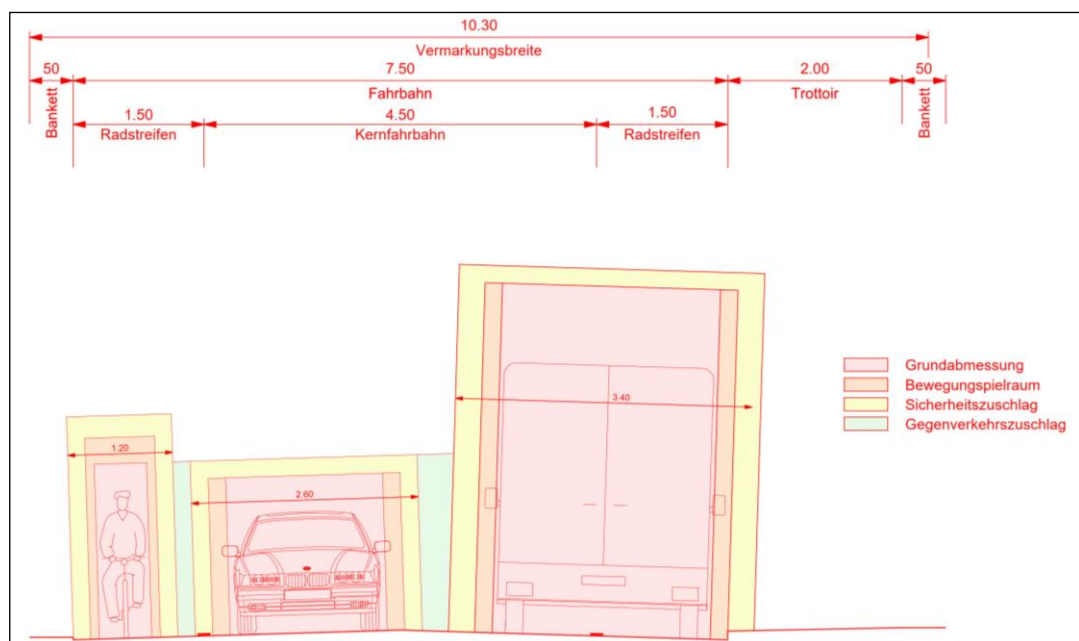 10.30
Vermarkungsbreite
50
7.50
2.00
50
Bankett
Fahrbahn
Trottoir
Bankett
1.50
4.50
1.50
Radstreifen
Kernfahrbahn
Radstreifen
Grundabmessung
Bewegungspielraum
Sicherheitszuschlag
Gegenverkehrszuschlag
3.40
1.20
2.60